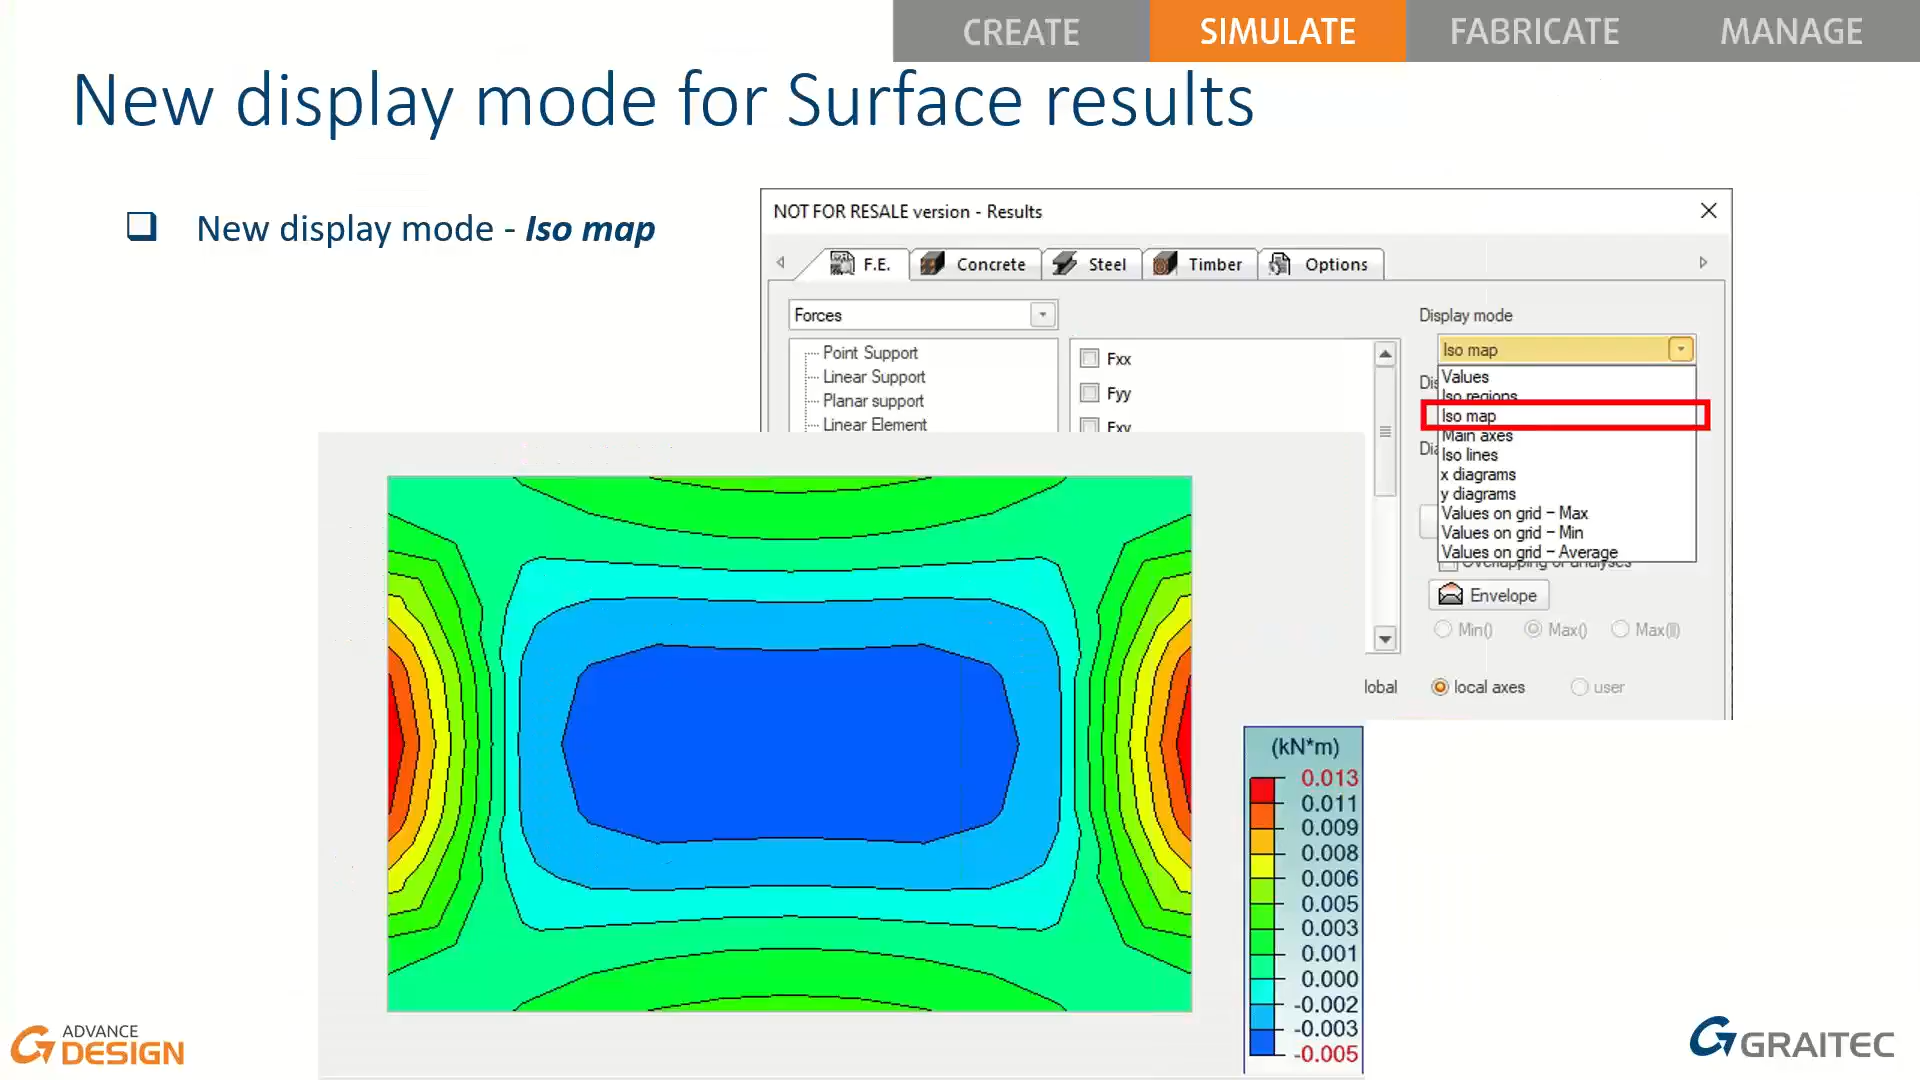 CREATE SIMULATE FABRICATE MANAGE
New display mode for Surface results
New display mode - Iso map
NOT FOR RESALE version - Results
F.E. Concrete Steel Timber Options
Forces
Point Support
Linear Support
Planar support
Linear Element
Fxx
Fyy
Fxy
Display mode
Iso map
Values
Iso regions
Iso map
Main axes
Iso lines
x diagrams
y diagrams
Values on grid – Max
Values on grid – Min
Values on grid – Average
Overlapping of analyses
Envelope
Min() Max() Max(||)
lobal local axes user
(kN*m)
0.013
0.011
0.009
0.008
0.006
0.005
0.003
0.001
0.000
-0.002
-0.003
-0.005
ADVANCE
DESIGN
GRAITEC